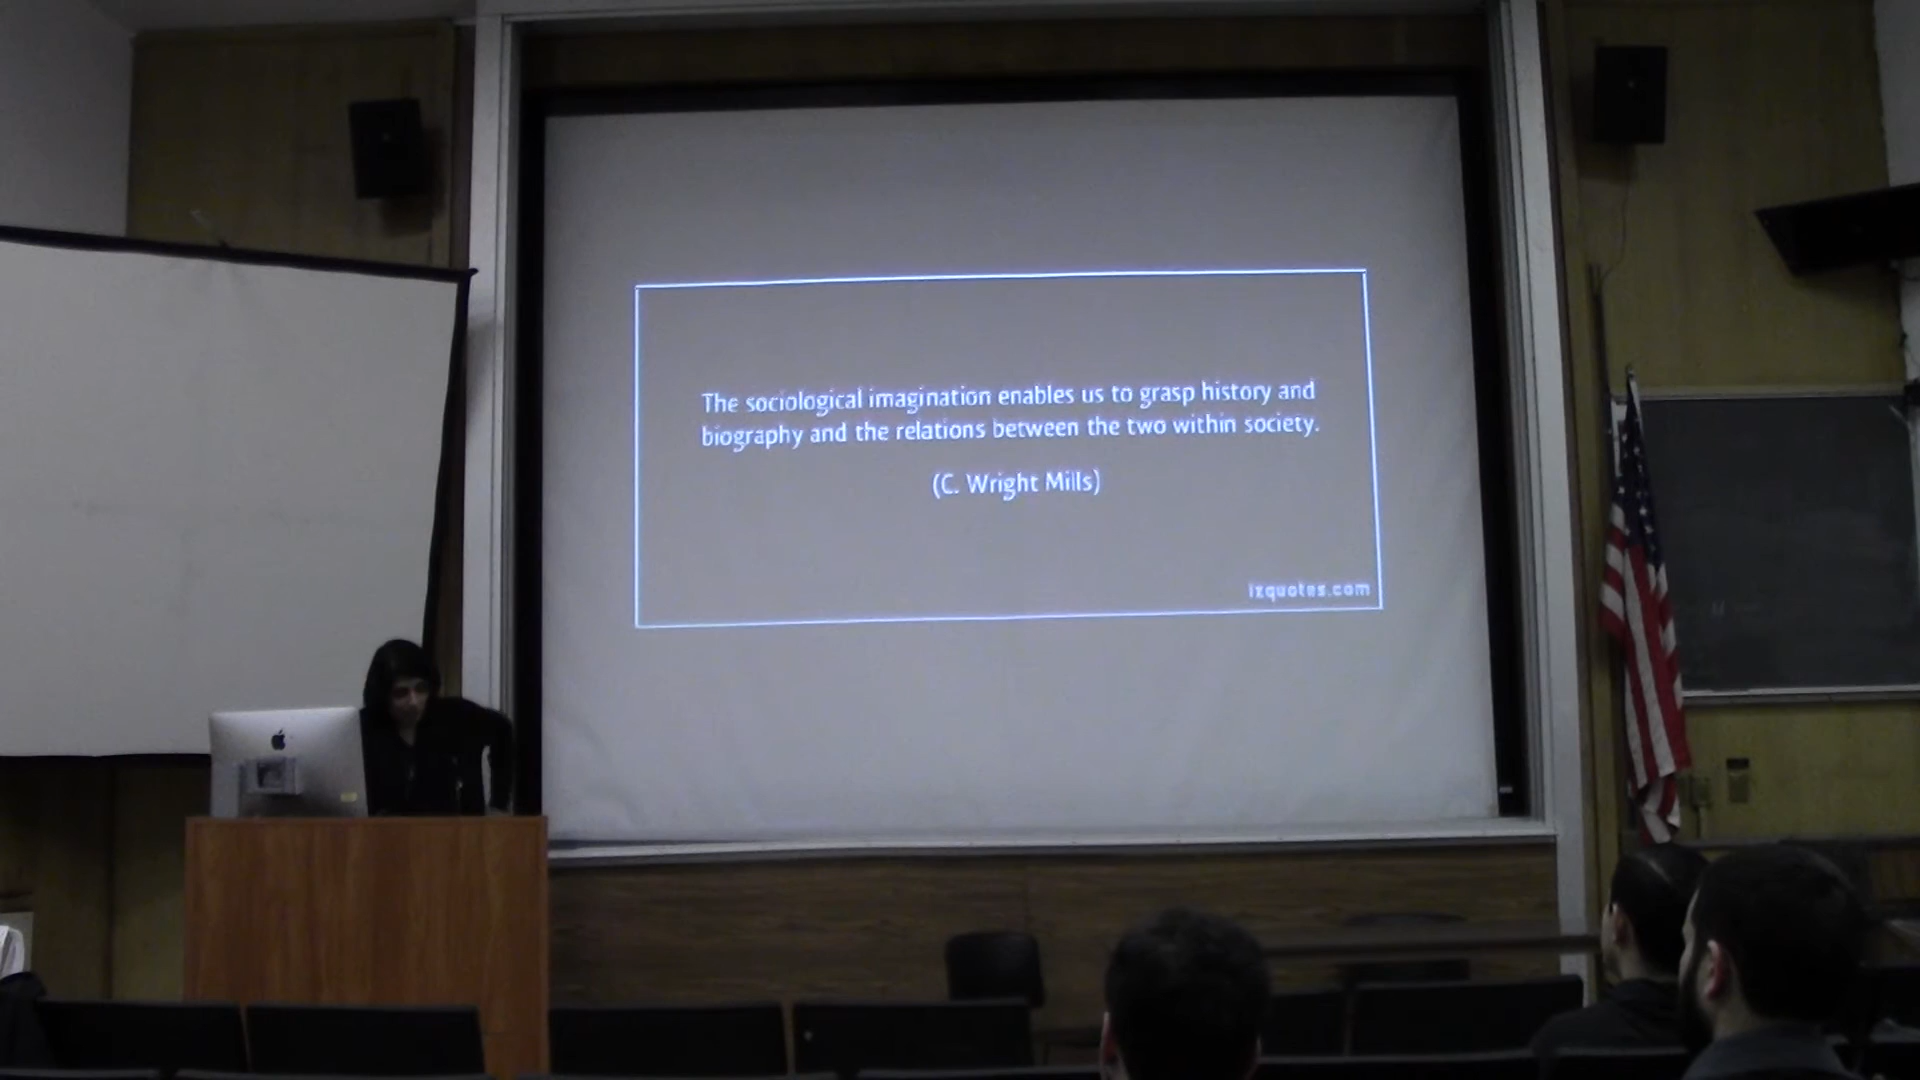 The sociological imagination enables us to grasp history and
biography and the relations between the two within society.
(C. Wright Mills)
izquotes.com